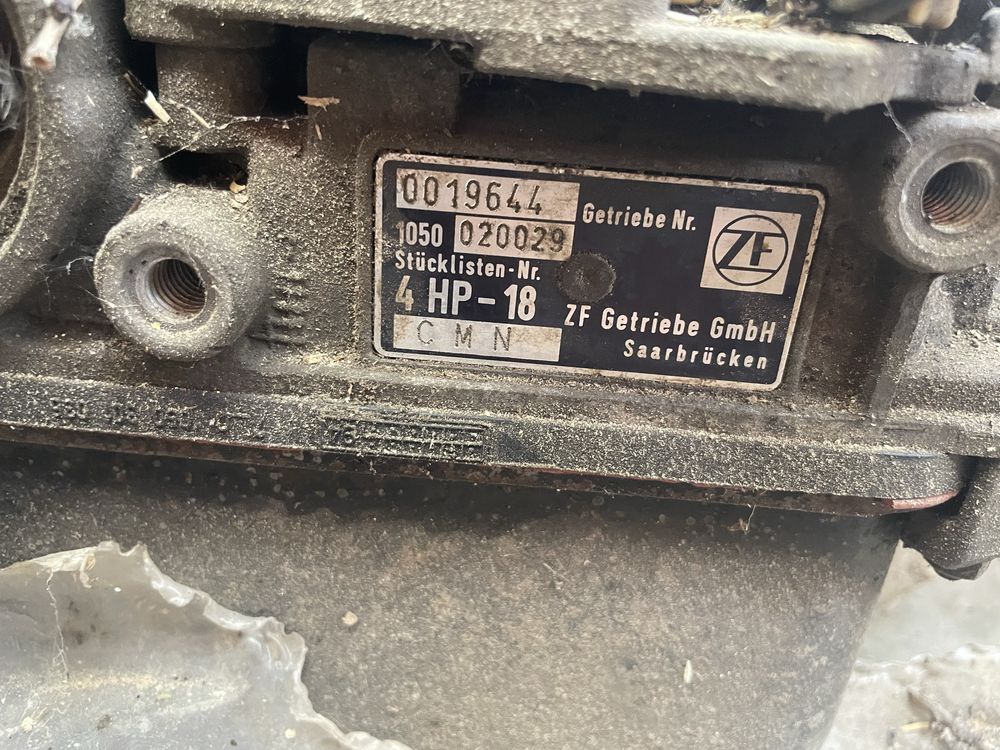 0019644 Getriebe Nr.
1050 020029
Stücklisten-Nr.
4 HP-18
C M N
ZF
ZF Getriebe GmbH
Saarbrücken